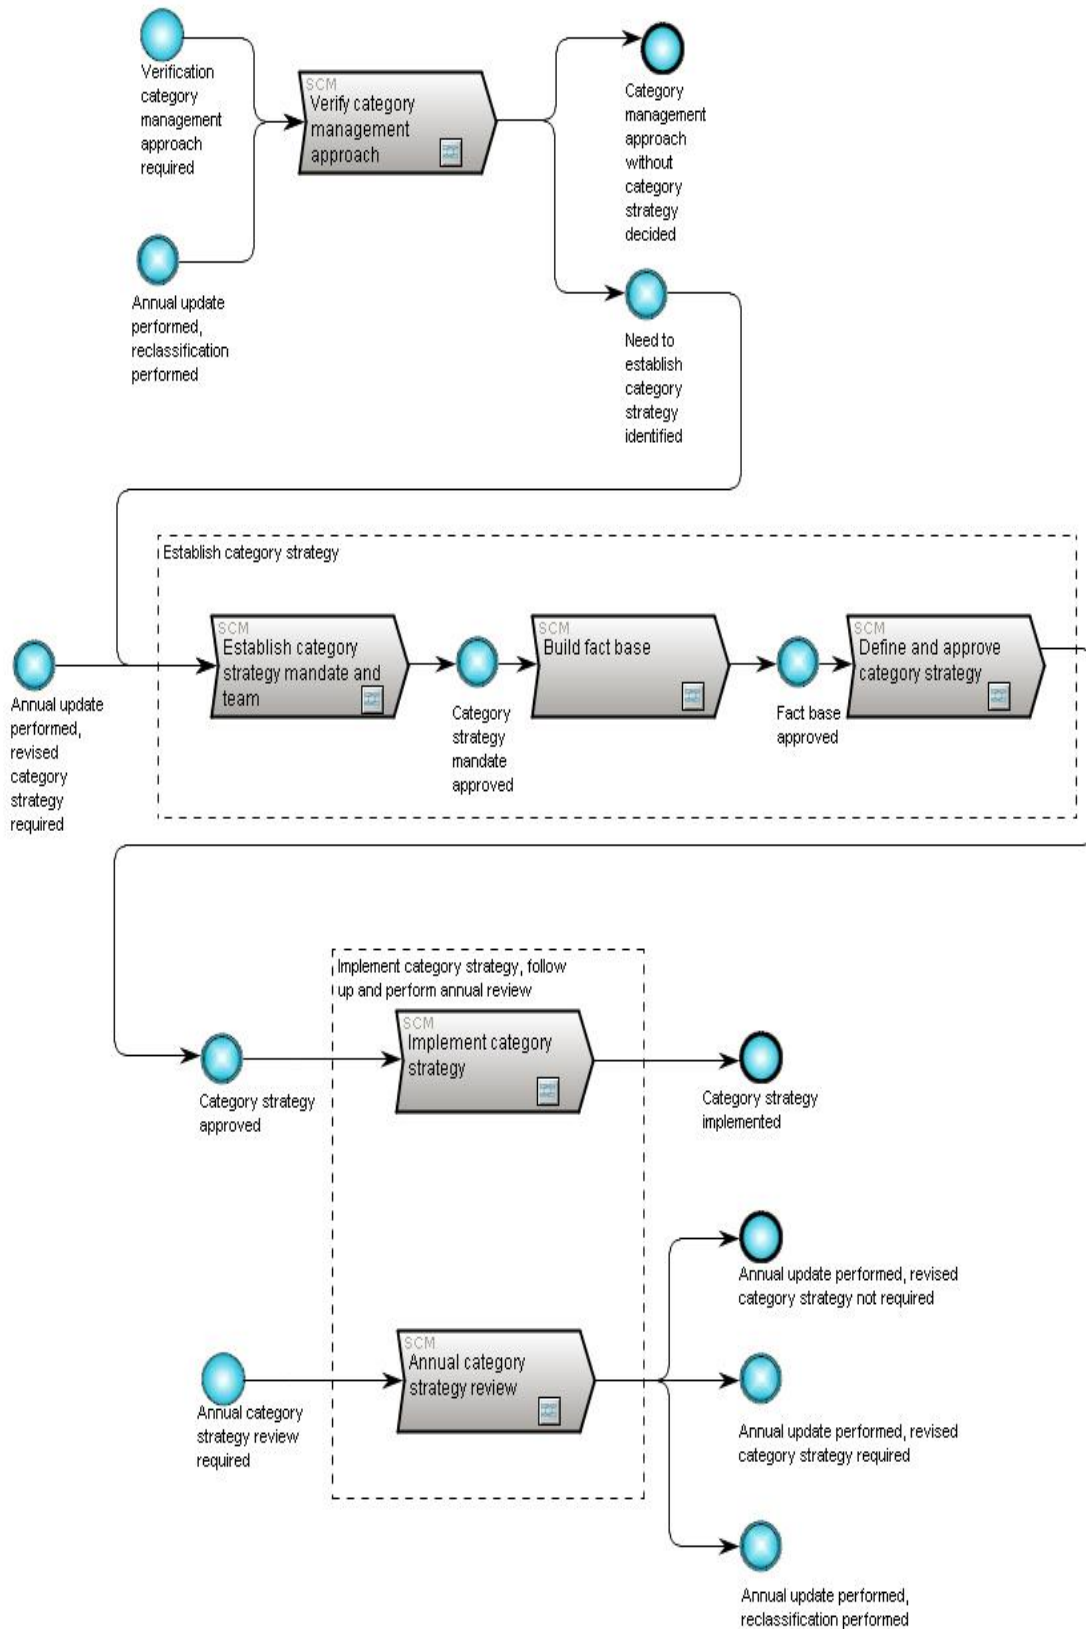 Verification
category
management
approach
required
SCM
Verify category
management
approach
Category
management
approach
without
category
strategy
decided
Annual update
performed,
reclassification
performed
Need to
establish
category
strategy
identified
Establish category strategy
Annual update
performed,
revised
category
strategy
required
SCM
Establish category
strategy mandate and
team
Category
strategy
mandate
approved
SCM
Build fact base
Fact base
approved
SCM
Define and approve
category strategy
Implement category strategy, follow
up and perform annual review
Category strategy
approved
SCM
Implement category
strategy
Category strategy
implemented
Annual category
strategy review
required
SCM
Annual category
strategy review
Annual update performed, revised
category strategy not required
Annual update performed, revised
category strategy required
Annual update performed,
reclassification performed